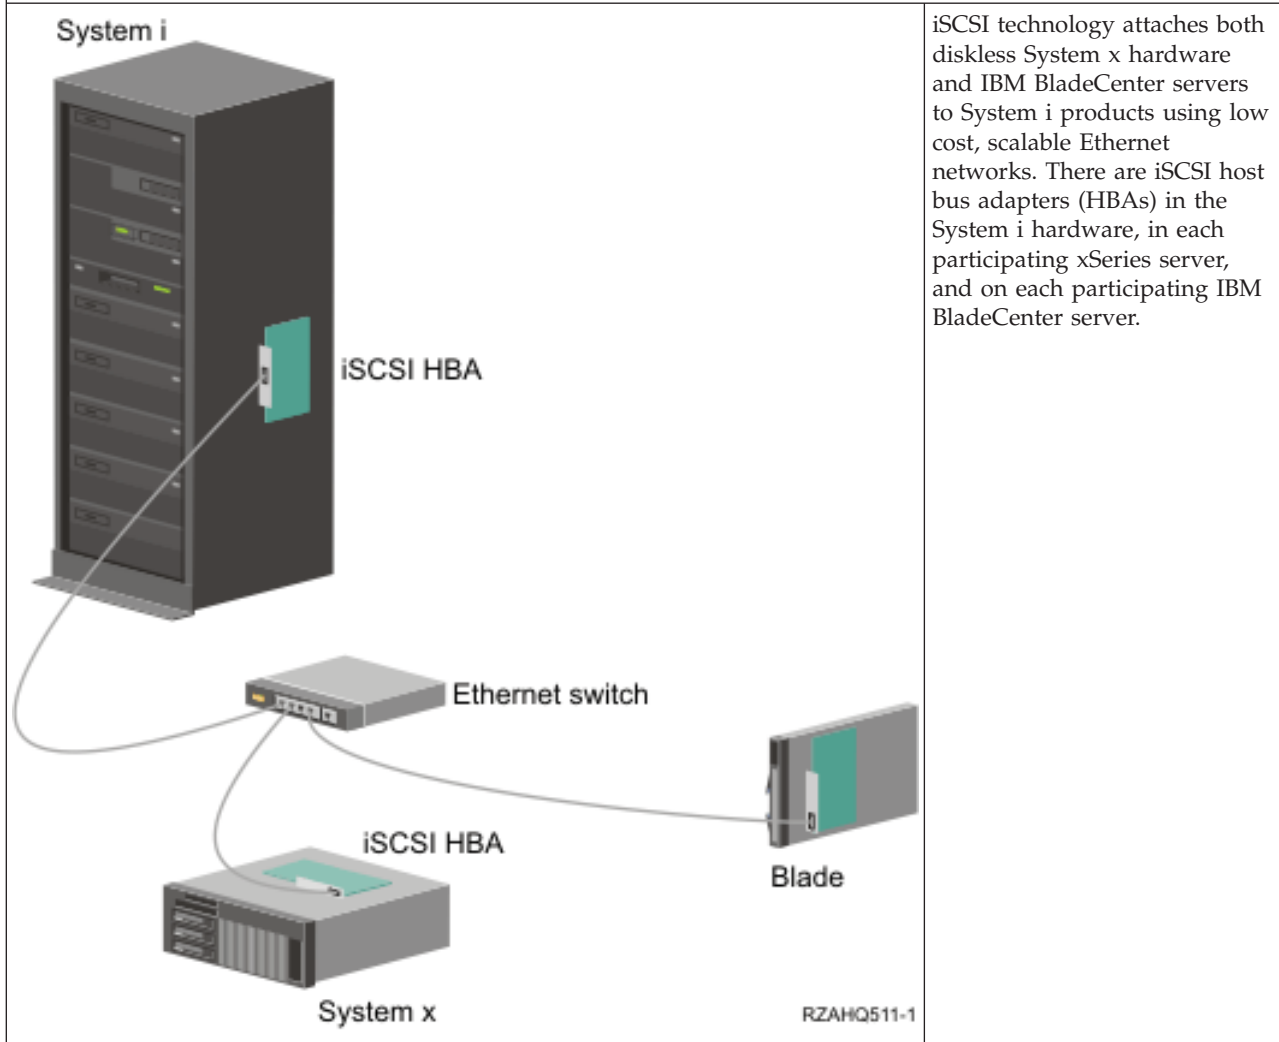 System i
iSCSI HBA
Ethernet switch
iSCSI HBA
Blade
System x
RZAHQ511-1
iSCSI technology attaches both
diskless System x hardware
and IBM BladeCenter servers
to System i products using low
cost, scalable Ethernet
networks. There are iSCSI host
bus adapters (HBAs) in the
System i hardware, in each
participating xSeries server,
and on each participating IBM
BladeCenter server.